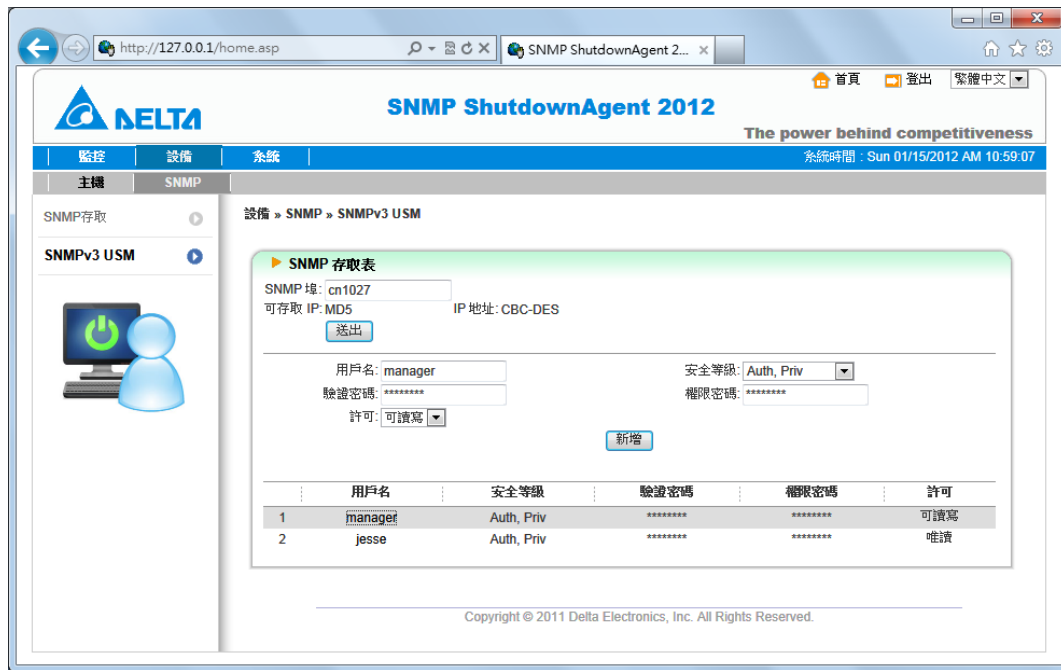 http://127.0.0.1/home.asp
SNMP ShutdownAgent 2...
首頁
登出
繁體中文
DELTA
SNMP ShutdownAgent 2012
The power behind competitiveness
監控 設備 系統
系統時間 : Sun 01/15/2012 AM 10:59:07
主機 SNMP
SNMP存取
SNMPv3 USM
設備 » SNMP » SNMPv3 USM
SNMP 存取表
SNMP 埠: cn1027
可存取 IP: MD5 IP 地址: CBC-DES
送出
用戶名: manager 安全等級: Auth, Priv
驗證密碼: ******** 權限密碼: ********
許可: 可讀寫
新增
用戶名 安全等級 驗證密碼 權限密碼 許可
1 manager Auth, Priv ******** ******** 可讀寫
2 jesse Auth, Priv ******** ******** 唯讀
Copyright © 2011 Delta Electronics, Inc. All Rights Reserved.